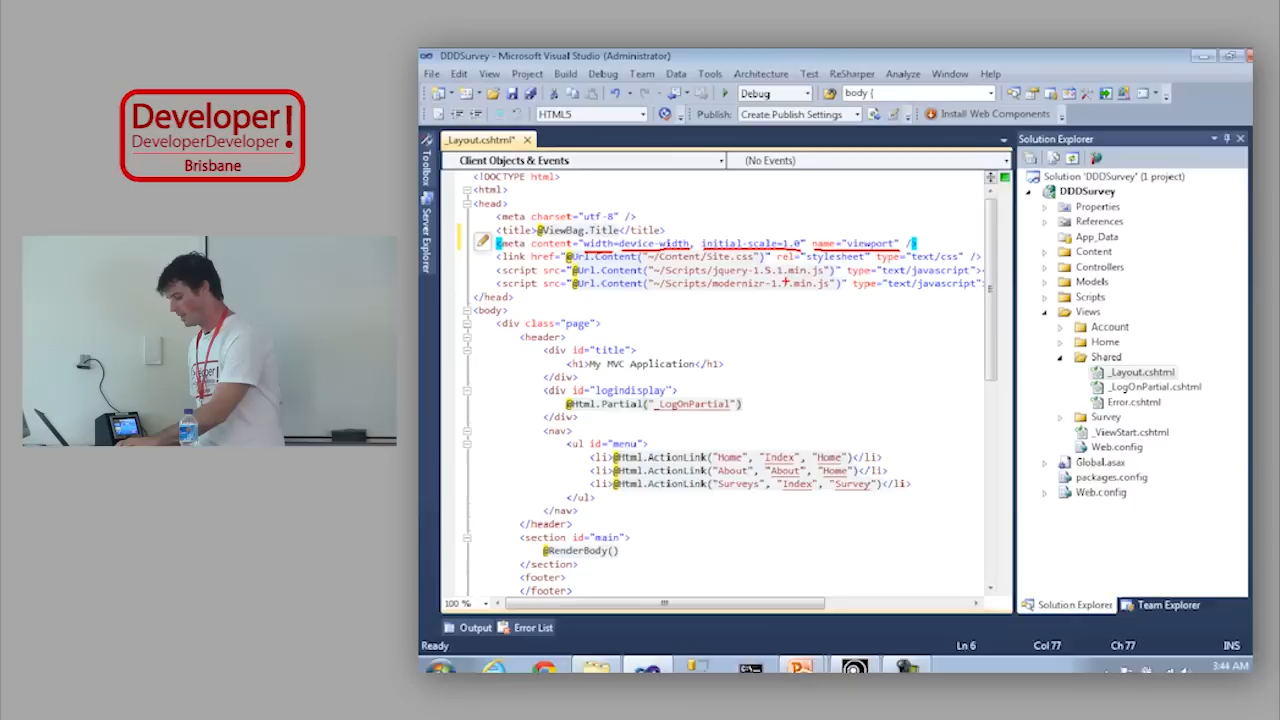 Developer!
DeveloperDeveloper
Brisbane
DDDSurvey - Microsoft Visual Studio (Administrator)
File Edit View Project Build Debug Team Data Tools Architecture Test ReSharper Analyze Window Help
Debug
body {
HTML5
Publish: Create Publish Settings
Install Web Components
_Layout.cshtml*
Client Objects & Events
(No Events)
Toolbox
Server Explorer
<!DOCTYPE html>
<html>
<head>
<meta charset="utf-8" />
<title>@ViewBag.Title</title>
<meta content="width=device-width, initial-scale=1.0" name="viewport" />
<link href="@Url.Content("~/Content/Site.css")" rel="stylesheet" type="text/css" />
<script src="@Url.Content("~/Scripts/jquery-1.5.1.min.js")" type="text/javascript">
<script src="@Url.Content("~/Scripts/modernizr-1.7.min.js")" type="text/javascript"
</head>
<body>
<div class="page">
<header>
<div id="title">
<h1>My MVC Application</h1>
</div>
<div id="logindisplay">
@Html.Partial("_LogOnPartial")
</div>
<nav>
<ul id="menu">
<li>@Html.ActionLink("Home", "Index", "Home")</li>
<li>@Html.ActionLink("About", "About", "Home")</li>
<li>@Html.ActionLink("Surveys", "Index", "Survey")</li>
</ul>
</nav>
</header>
<section id="main">
@RenderBody()
</section>
<footer>
</footer>
100 %
Solution Explorer
Solution 'DDDSurvey' (1 project)
DDDSurvey
Properties
References
App_Data
Content
Controllers
Models
Scripts
Views
Account
Home
Shared
_Layout.cshtml
_LogOnPartial.cshtml
Error.cshtml
Survey
_ViewStart.cshtml
Web.config
Global.asax
packages.config
Web.config
Solution Explorer
Team Explorer
Output
Error List
Ready
Ln 6
Col 77
Ch 77
INS
3:44 AM